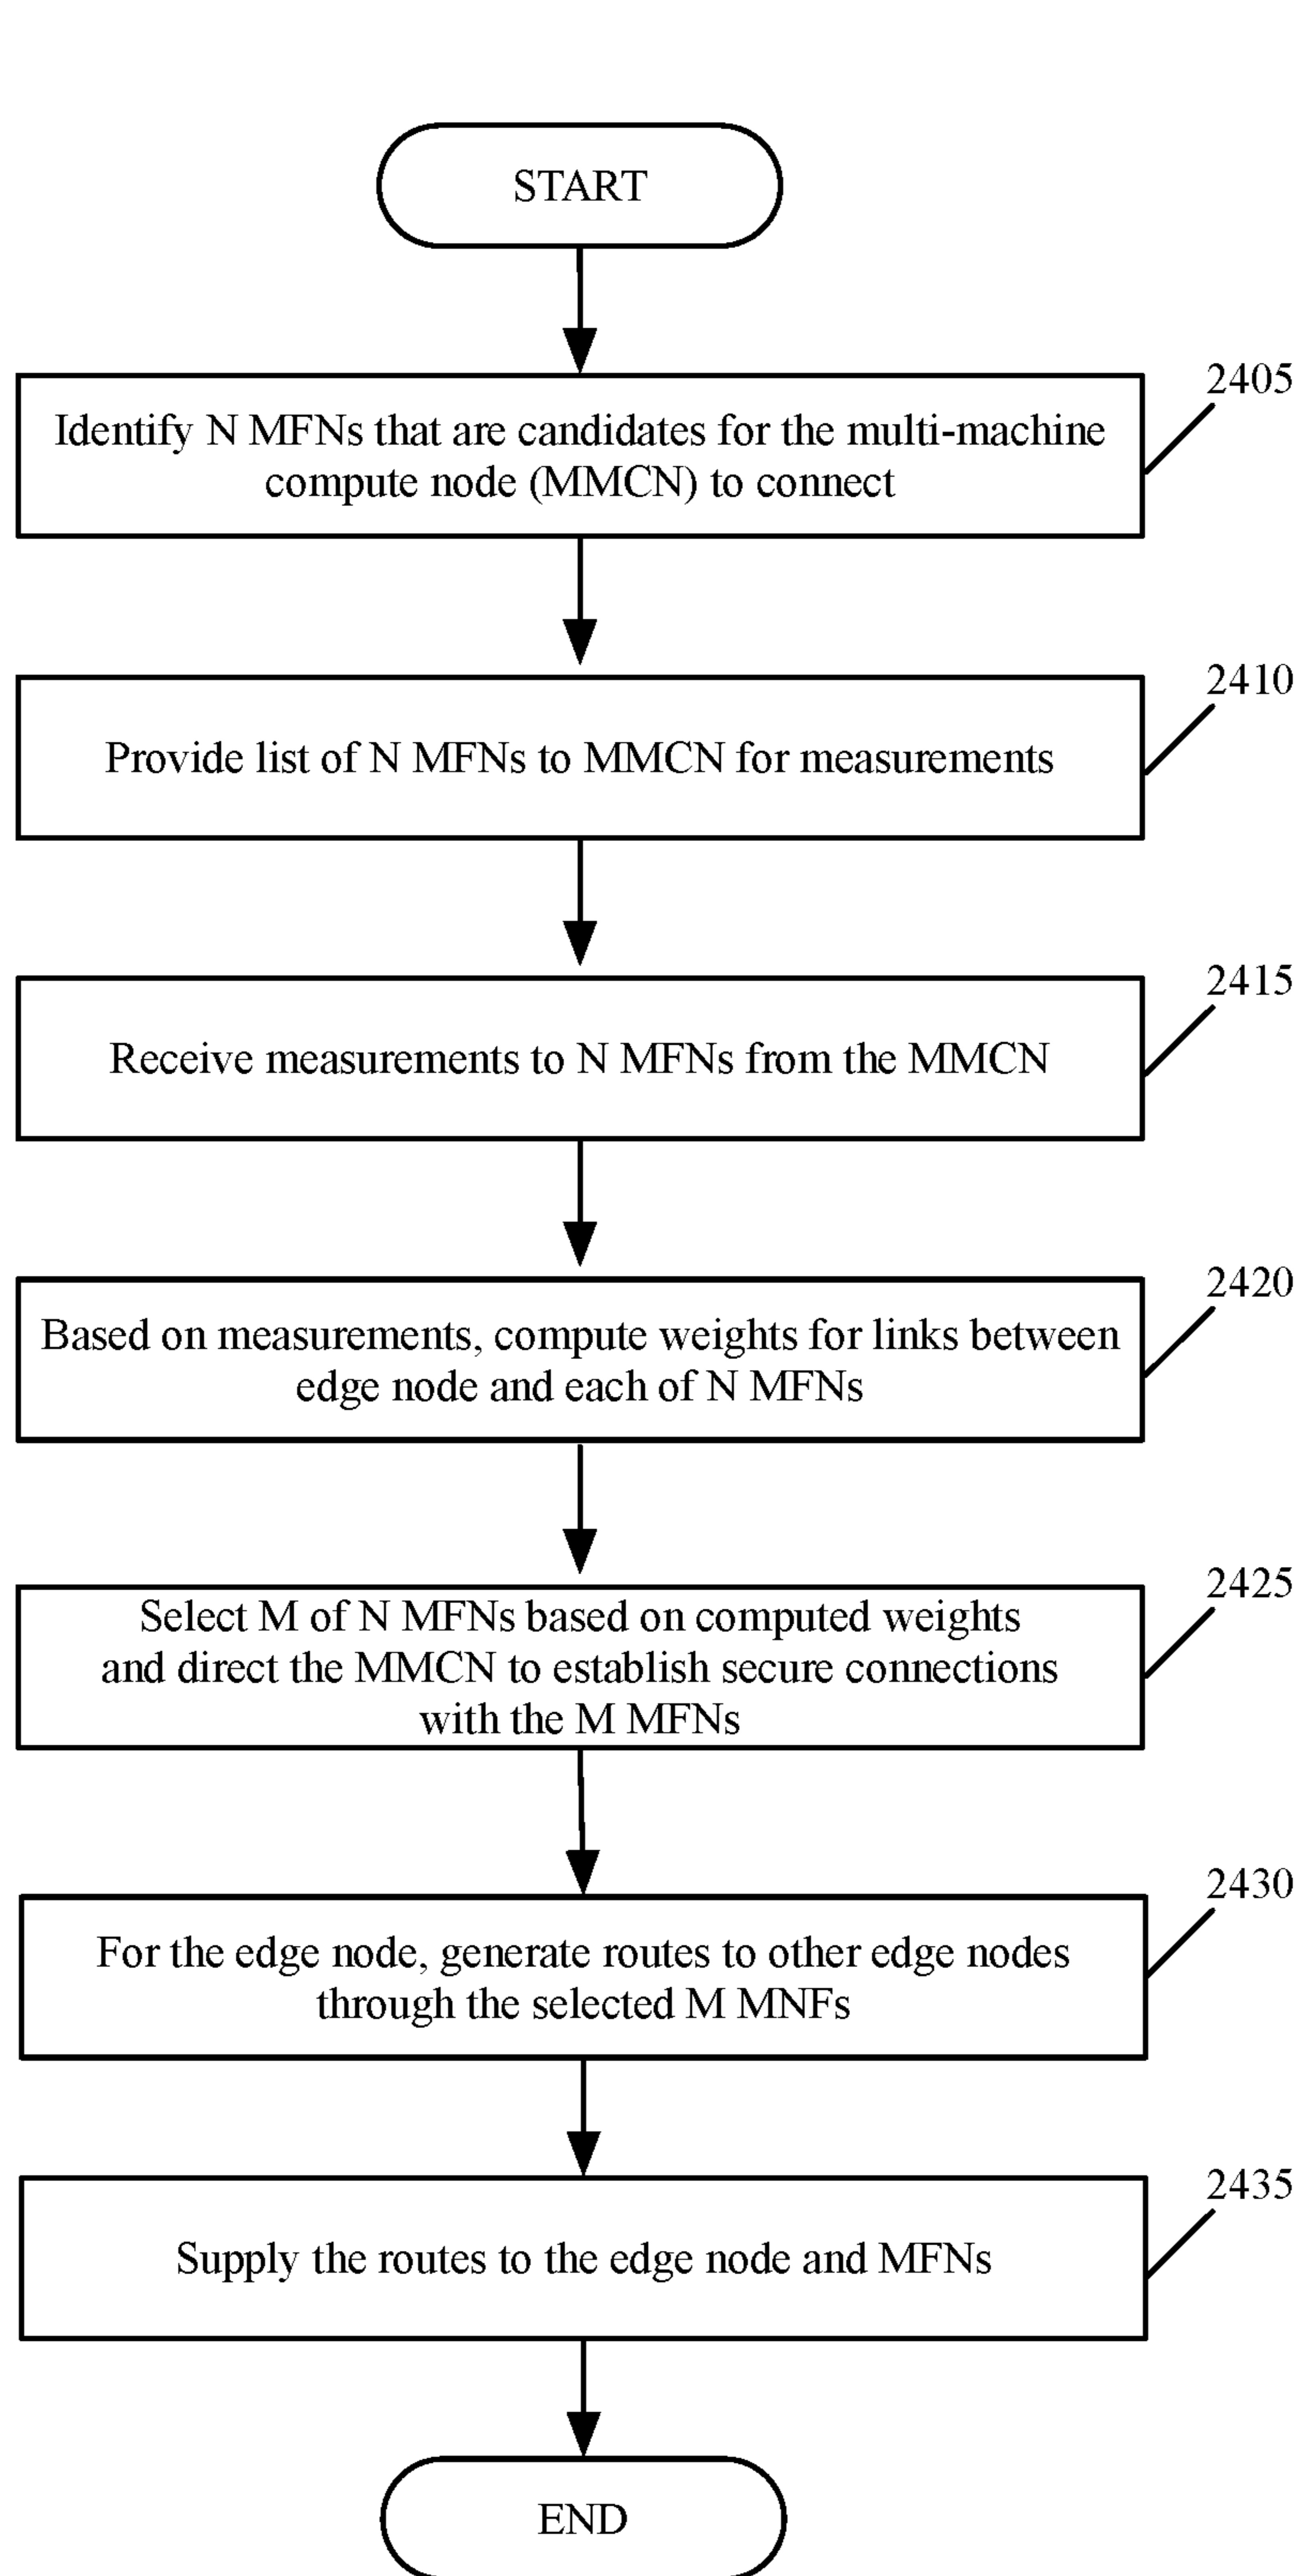 START
2405
Identify N MFNs that are candidates for the multi-machine
compute node (MMCN) to connect
2410
Provide list of N MFNs to MMCN for measurements
2415
Receive measurements to N MFNs from the MMCN
2420
Based on measurements, compute weights for links between
edge node and each of N MFNs
2425
Select M of N MFNs based on computed weights
and direct the MMCN to establish secure connections
with the M MFNs
2430
For the edge node, generate routes to other edge nodes
through the selected M MNFs
2435
Supply the routes to the edge node and MFNs
END